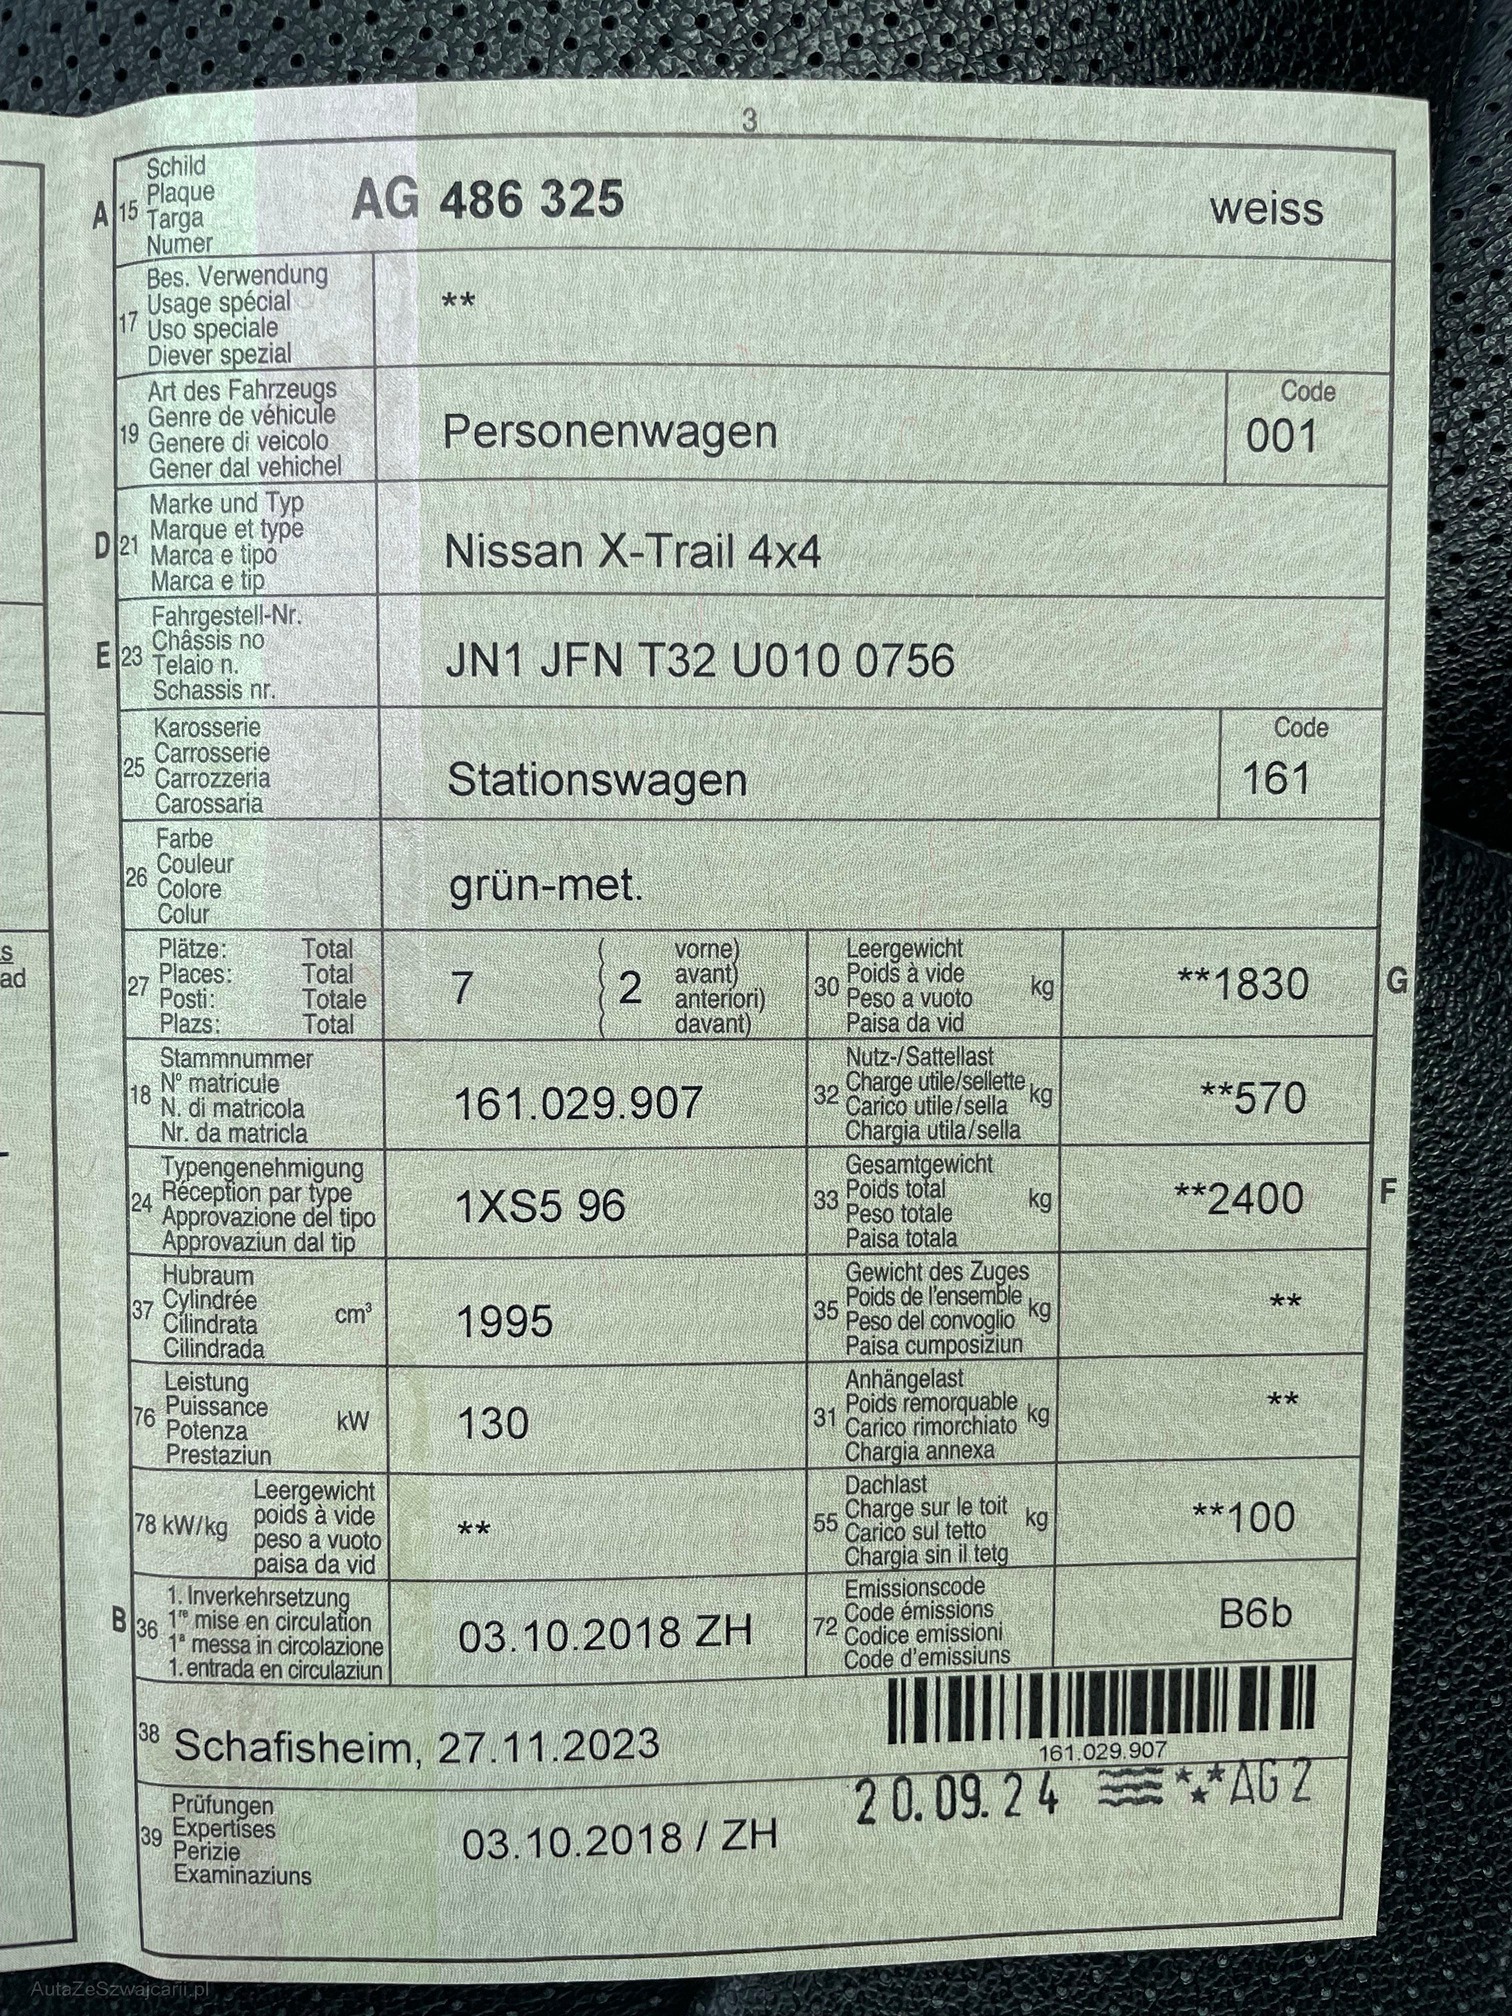 3
A 15 Schild
Plaque
Targa
Numer
AG 486 325 weiss
17 Bes. Verwendung
Usage spécial
Uso speciale
Diever spezial
**
19 Art des Fahrzeugs
Genre de véhicule
Genere di veicolo
Gener dal vehichel
Personenwagen
Code
001
D 21 Marke und Typ
Marque et type
Marca e tipo
Marca e tip
Nissan X-Trail 4x4
E 23 Fahrgestell-Nr.
Châssis no
Telaio n.
Schassis nr.
JN1 JFN T32 U010 0756
25 Karosserie
Carrosserie
Carrozzeria
Carossaria
Stationswagen
Code
161
26 Farbe
Couleur
Colore
Colur
grün-met.
s
ad
27 Plätze: Total
Places: Total
Posti: Totale
Plazs: Total
7 2
vorne)
avant)
anteriori)
davant)
30 Leergewicht
Poids à vide
Peso a vuoto
Paisa da vid
kg
**1830 G
18 Stammnummer
N° matricule
N. di matricola
Nr. da matricla
161.029.907
32 Nutz-/Sattellast
Charge utile/sellette
Carico utile/sella
Chargia utila/sella
kg
**570
24 Typengenehmigung
Réception par type
Approvazione del tipo
Approvaziun dal tip
1XS5 96
33 Gesamtgewicht
Poids total
Peso totale
Paisa totala
kg
**2400 F
37 Hubraum
Cylindrée
Cilindrata
Cilindrada
cm³
1995
35 Gewicht des Zuges
Poids de l'ensemble
Peso del convoglio
Paisa cumposiziun
kg
**
76 Leistung
Puissance
Potenza
Prestaziun
kW
130
31 Anhängelast
Poids remorquable
Carico rimorchiato
Chargia annexa
kg
**
78 kW/kg Leergewicht
poids à vide
peso a vuoto
paisa da vid
**
55 Dachlast
Charge sur le toit
Carico sul tetto
Chargia sin il tetg
kg
**100
B 36 1. Inverkehrsetzung
1re mise en circulation
1a messa in circolazione
1. entrada en circulaziun
03.10.2018 ZH
72 Emissionscode
Code émissions
Codice emissioni
Code d'emissiuns
B6b
38 Schafisheim, 27.11.2023
161.029.907
20.09.24 AG 2
39 Prüfungen
Expertises
Perizie
Examinaziuns
03.10.2018 / ZH
AutaZeSzwajcarii.pl